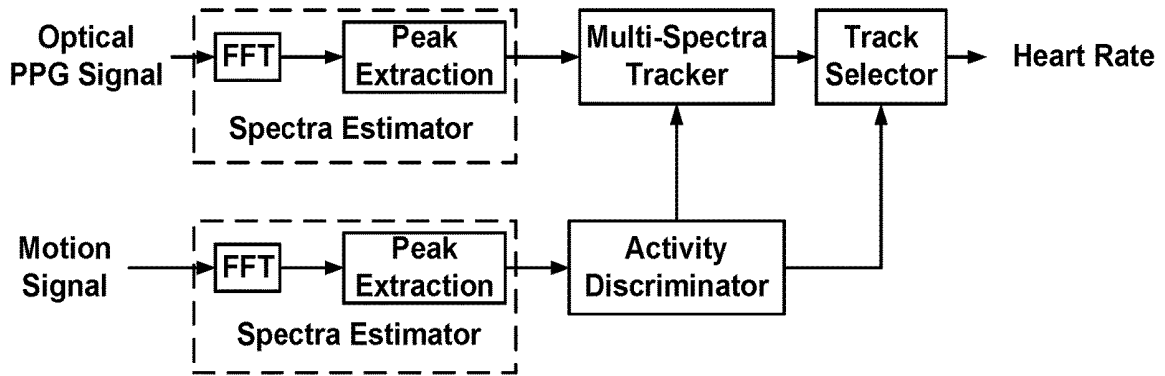 Optical
PPG Signal
FFT
Peak
Extraction
Spectra Estimator
Multi-Spectra
Tracker
Track
Selector
Heart Rate
Motion
Signal
FFT
Peak
Extraction
Spectra Estimator
Activity
Discriminator